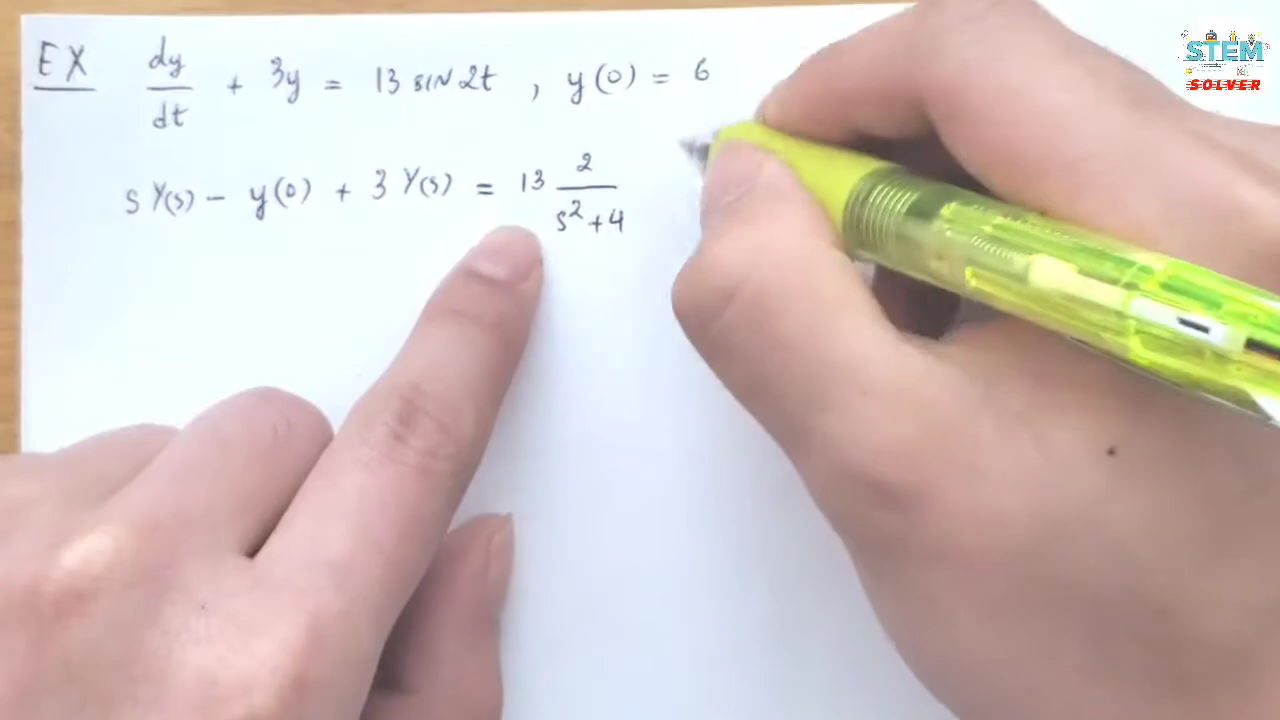 EX dy/dt + 3y = 13 sin 2t , y(0) = 6
s Y(s) - y(0) + 3 Y(s) = 13 2/(s²+4)
STEM
SOLVER